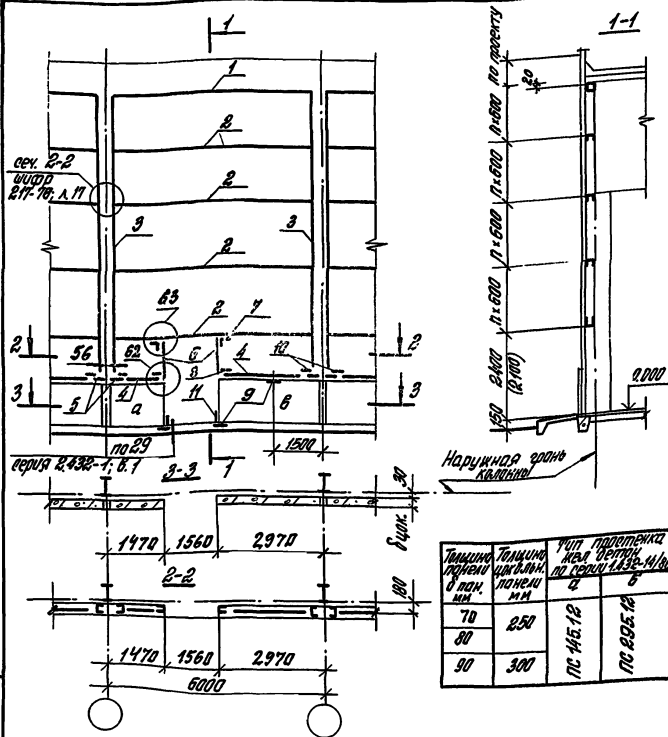 1
1-1
по проекту
20
n×600
n×600
n×600
n×600
2400
(2100)
150
0.000
1
2
2
2
сеч. 2-2
шифр
217-78; л.17
3
3
63
2
7
2
2
56
62
6
8
4
10
3
3
5
4
а
11
9
в
по 29
серия 2.432-1; в.1
1
1500
Наружная грань
колонны
3-3
30
δ цок.
1470
1560
2970
2-2
180
1470
1560
2970
6000
Толщина панели δ пан. мм
Толщина цокольн. панели мм
Тип простенка жел. бетон. по серии 1.432-14/80
а
б
70
80
250
90
300
ПС 145.12
ПС 295.12